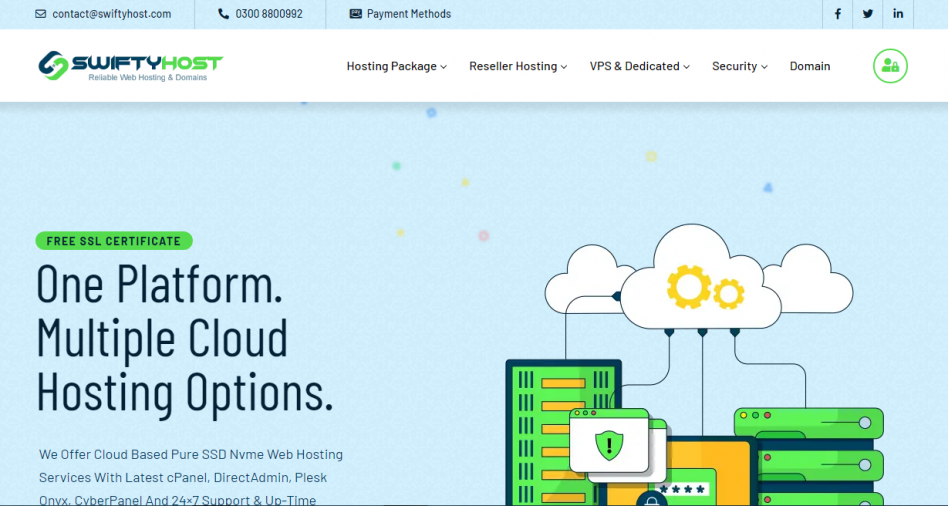 contact@swiftyhost.com
0300 8800992
Payment Methods
SWIFTYHOST
Reliable Web Hosting & Domains
Hosting Package
Reseller Hosting
VPS & Dedicated
Security
Domain
FREE SSL CERTIFICATE
One Platform.
Multiple Cloud
Hosting Options.
We Offer Cloud Based Pure SSD Nvme Web Hosting
Services With Latest cPanel, DirectAdmin, Plesk
Onyx, CyberPanel And 24×7 Support & Up-Time